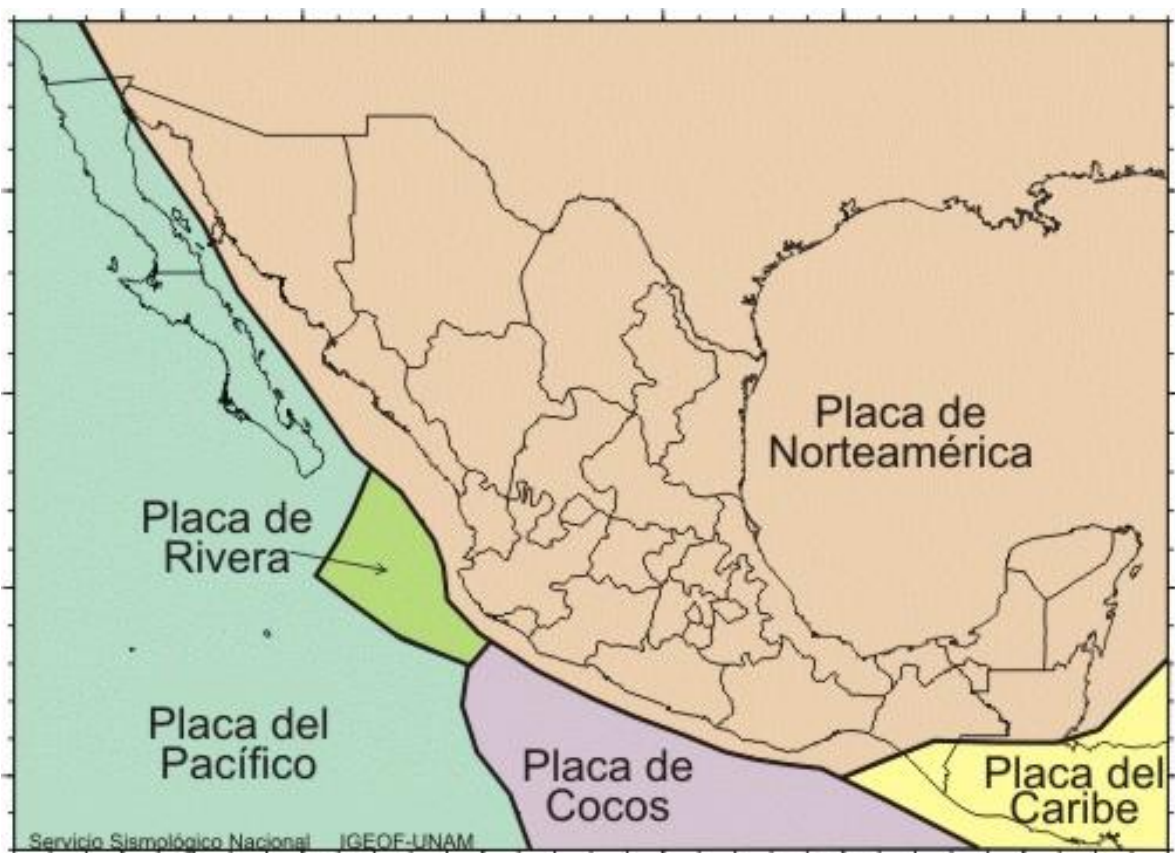 Placa de
Norteamérica
Placa de
Rivera
Placa del
Pacífico
Placa de
Cocos
Placa del
Caribe
Servicio Sismológico Nacional IGEOF-UNAM